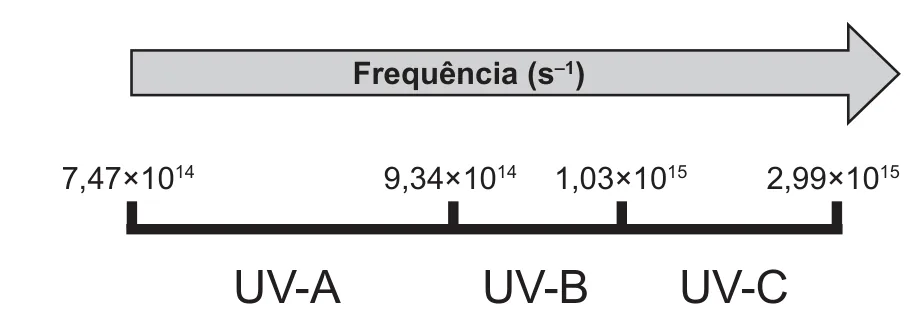 Frequência (s⁻¹)
7,47×10¹⁴ 9,34×10¹⁴ 1,03×10¹⁵ 2,99×10¹⁵
UV-A UV-B UV-C